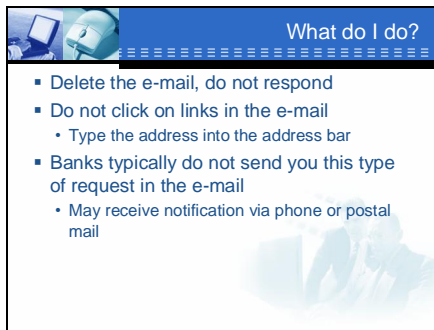 What do I do?
▪ Delete the e-mail, do not respond
▪ Do not click on links in the e-mail
• Type the address into the address bar
▪ Banks typically do not send you this type
of request in the e-mail
• May receive notification via phone or postal
mail